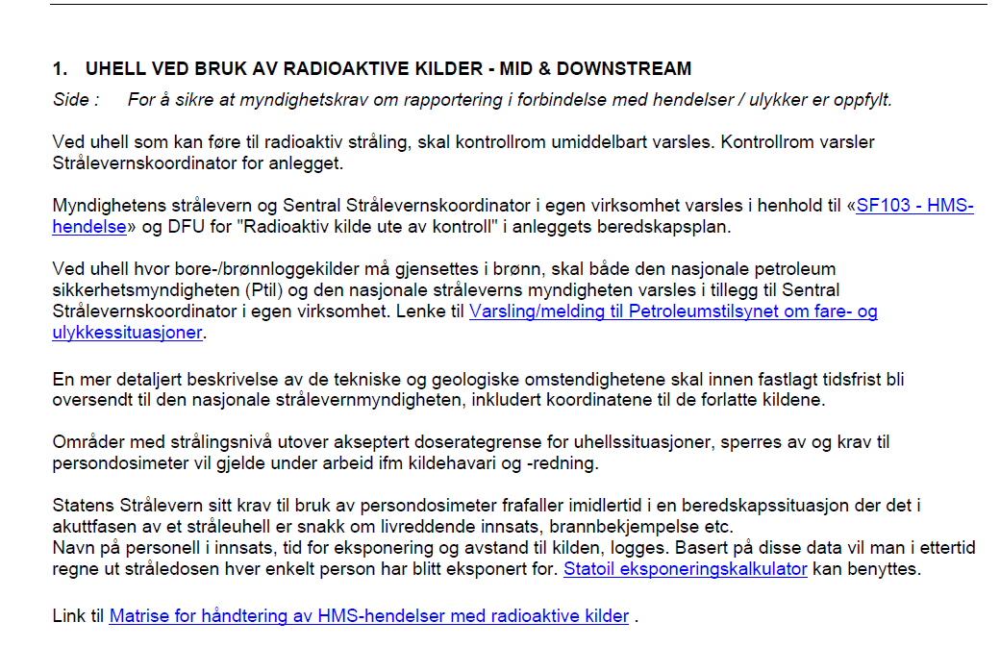 1. UHELL VED BRUK AV RADIOAKTIVE KILDER - MID & DOWNSTREAM
Side : For å sikre at myndighetskrav om rapportering i forbindelse med hendelser / ulykker er oppfylt.
Ved uhell som kan føre til radioaktiv stråling, skal kontrollrom umiddelbart varsles. Kontrollrom varsler
Strålevernskoordinator for anlegget.
Myndighetens strålevern og Sentral Strålevernskoordinator i egen virksomhet varsles i henhold til «SF103 - HMS-
hendelse» og DFU for "Radioaktiv kilde ute av kontroll" i anleggets beredskapsplan.
Ved uhell hvor bore-/brønnloggekilder må gjensettes i brønn, skal både den nasjonale petroleum
sikkerhetsmyndigheten (Ptil) og den nasjonale stråleverns myndigheten varsles i tillegg til Sentral
Strålevernskoordinator i egen virksomhet. Lenke til Varsling/melding til Petroleumstilsynet om fare- og
ulykkessituasjoner.
En mer detaljert beskrivelse av de tekniske og geologiske omstendighetene skal innen fastlagt tidsfrist bli
oversendt til den nasjonale strålevernmyndigheten, inkludert koordinatene til de forlatte kildene.
Områder med strålingsnivå utover akseptert doserategrense for uhellssituasjoner, sperres av og krav til
persondosimeter vil gjelde under arbeid ifm kildehavari og -redning.
Statens Strålevern sitt krav til bruk av persondosimeter frafaller imidlertid i en beredskapssituasjon der det i
akuttfasen av et stråleuhell er snakk om livreddende innsats, brannbekjempelse etc.
Navn på personell i innsats, tid for eksponering og avstand til kilden, logges. Basert på disse data vil man i ettertid
regne ut stråledosen hver enkelt person har blitt eksponert for. Statoil eksponeringskalkulator kan benyttes.
Link til Matrise for håndtering av HMS-hendelser med radioaktive kilder .